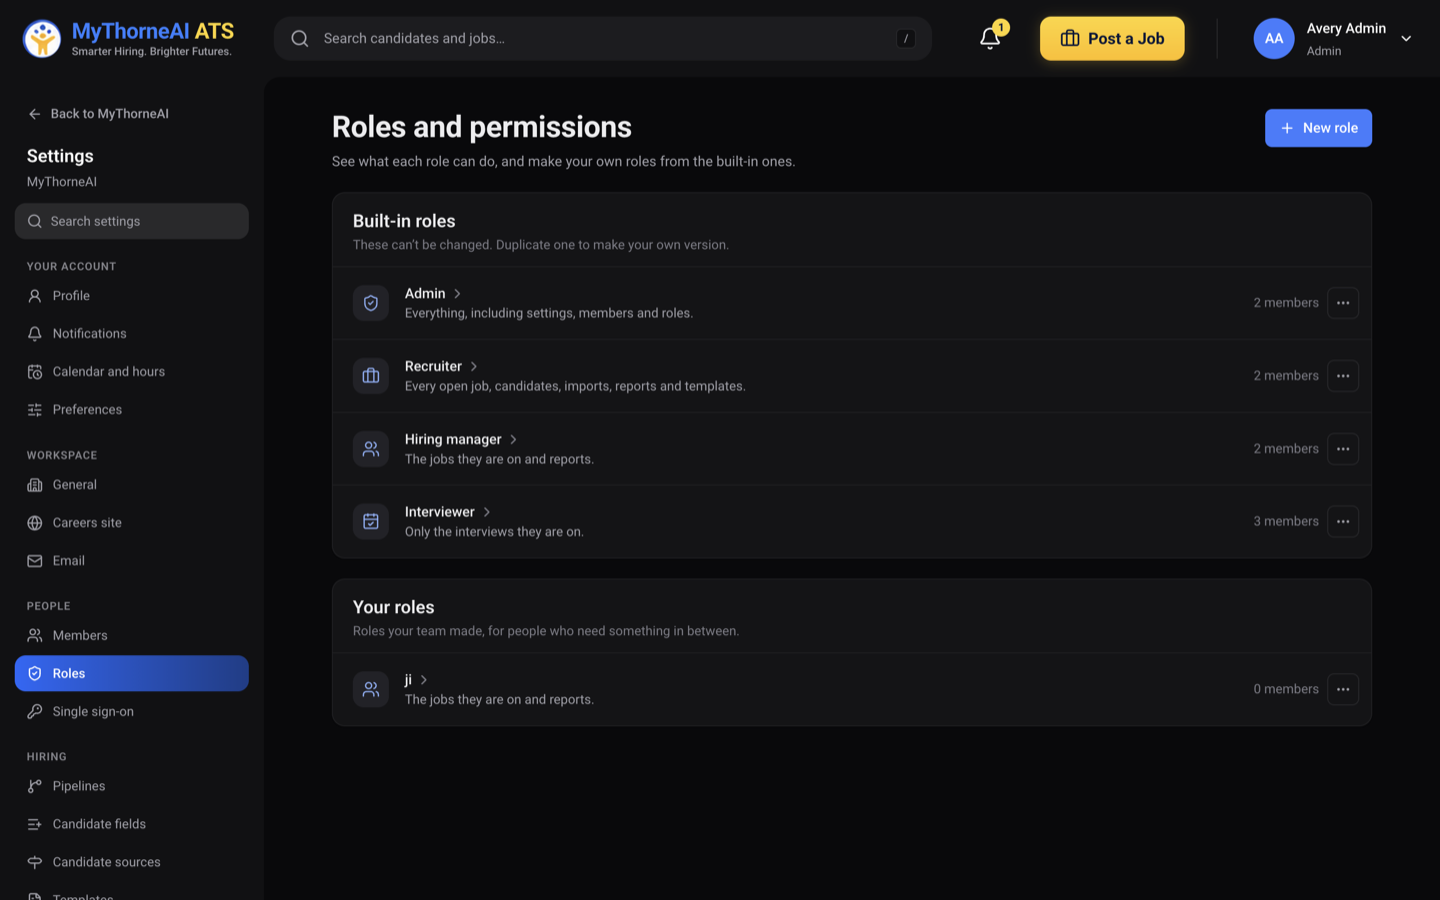 MyThorneAI ATS
Smarter Hiring. Brighter Futures.
Search candidates and jobs...
/
1
Post a Job
AA
Avery Admin
Admin
Back to MyThorneAI
Settings
MyThorneAI
Search settings
YOUR ACCOUNT
Profile
Notifications
Calendar and hours
Preferences
WORKSPACE
General
Careers site
Email
PEOPLE
Members
Roles
Single sign-on
HIRING
Pipelines
Candidate fields
Candidate sources
Templates
Roles and permissions
See what each role can do, and make your own roles from the built-in ones.
New role
Built-in roles
These can't be changed. Duplicate one to make your own version.
Admin
Everything, including settings, members and roles.
2 members
Recruiter
Every open job, candidates, imports, reports and templates.
2 members
Hiring manager
The jobs they are on and reports.
2 members
Interviewer
Only the interviews they are on.
3 members
Your roles
Roles your team made, for people who need something in between.
ji
The jobs they are on and reports.
0 members